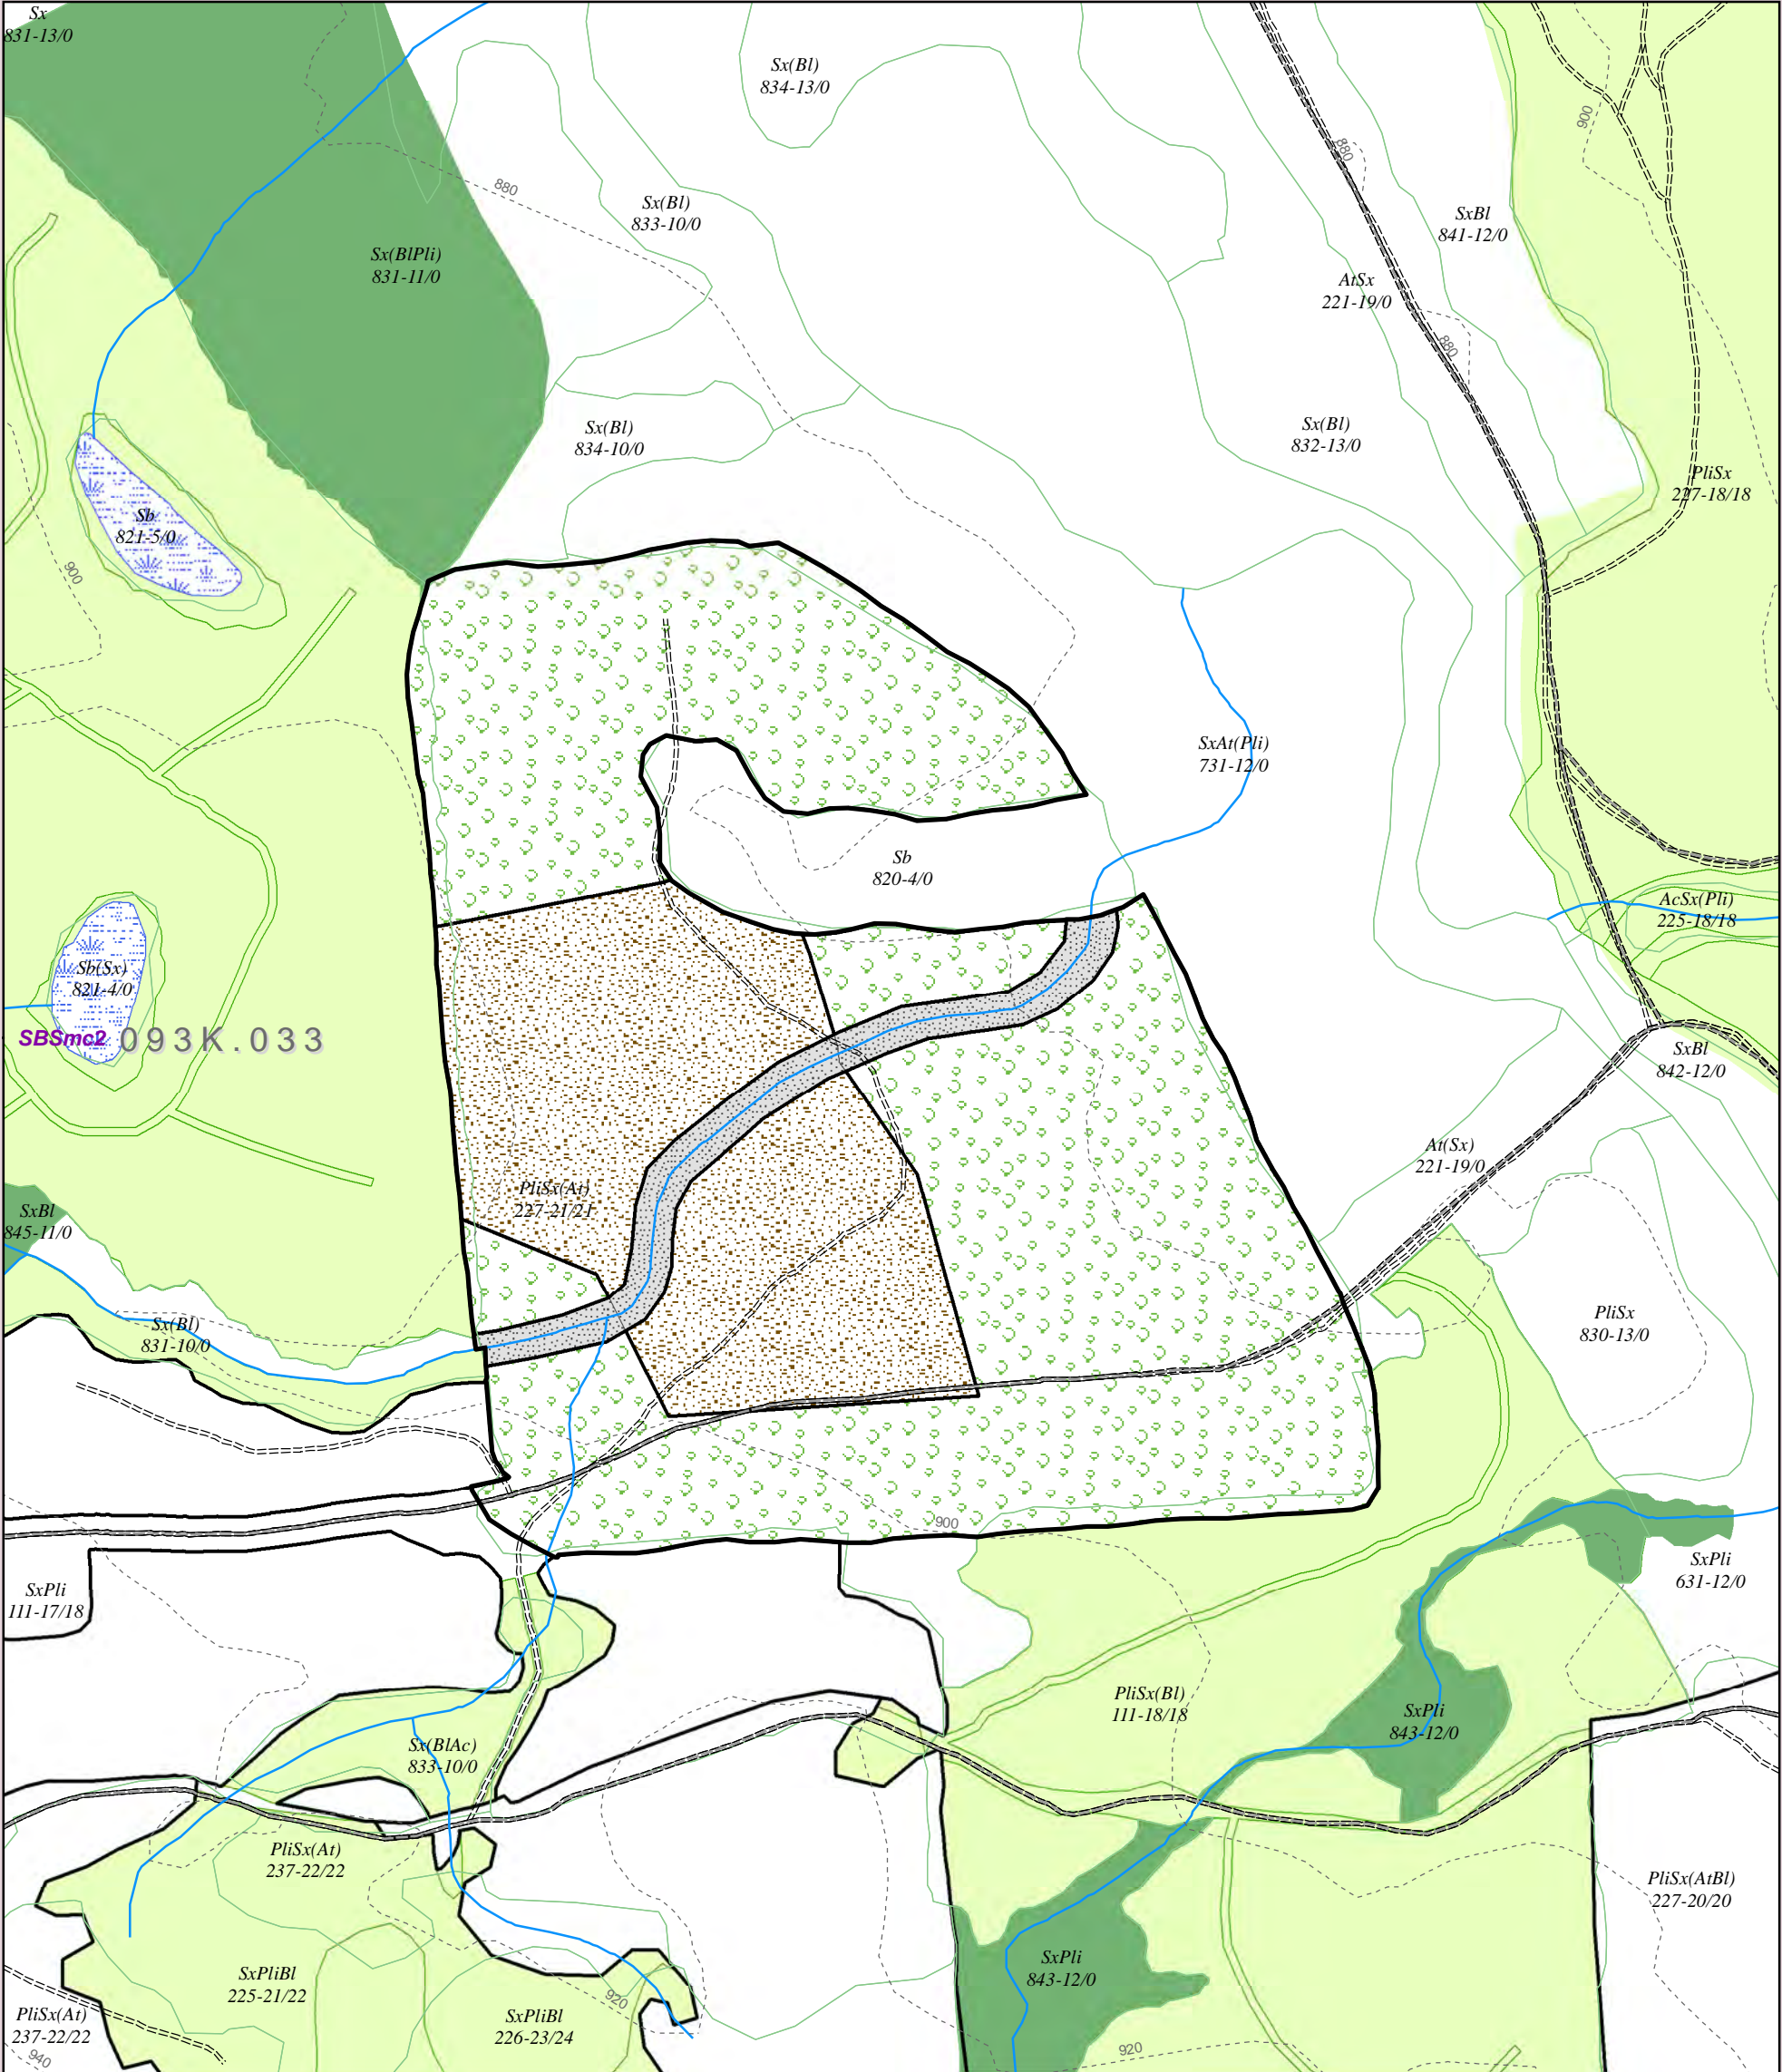 Sx
831-13/0
Sx(Bl)
834-13/0
900
880
880
Sx(Bl)
833-10/0
SxBl
841-12/0
Sx(BlPli)
831-11/0
AtSx
221-19/0
880
Sx(Bl)
834-10/0
Sx(Bl)
832-13/0
PliSx
227-18/18
Sb
821-5/0
900
SxAt(Pli)
731-12/0
Sb
820-4/0
AcSx(Pli)
225-18/18
Sb(Sx)
821-4/0
SBSmc2 093K.033
SxBl
842-12/0
At(Sx)
221-19/0
PliSx(At)
227-21/21
SxBl
845-11/0
Sx(Bl)
831-10/0
PliSx
830-13/0
900
SxPli
631-12/0
SxPli
111-17/18
PliSx(Bl)
111-18/18
SxPli
843-12/0
Sx(BlAc)
833-10/0
PliSx(At)
237-22/22
PliSx(AtBl)
227-20/20
SxPli
843-12/0
SxPliBl
225-21/22
920
SxPliBl
226-23/24
PliSx(At)
237-22/22
940
920